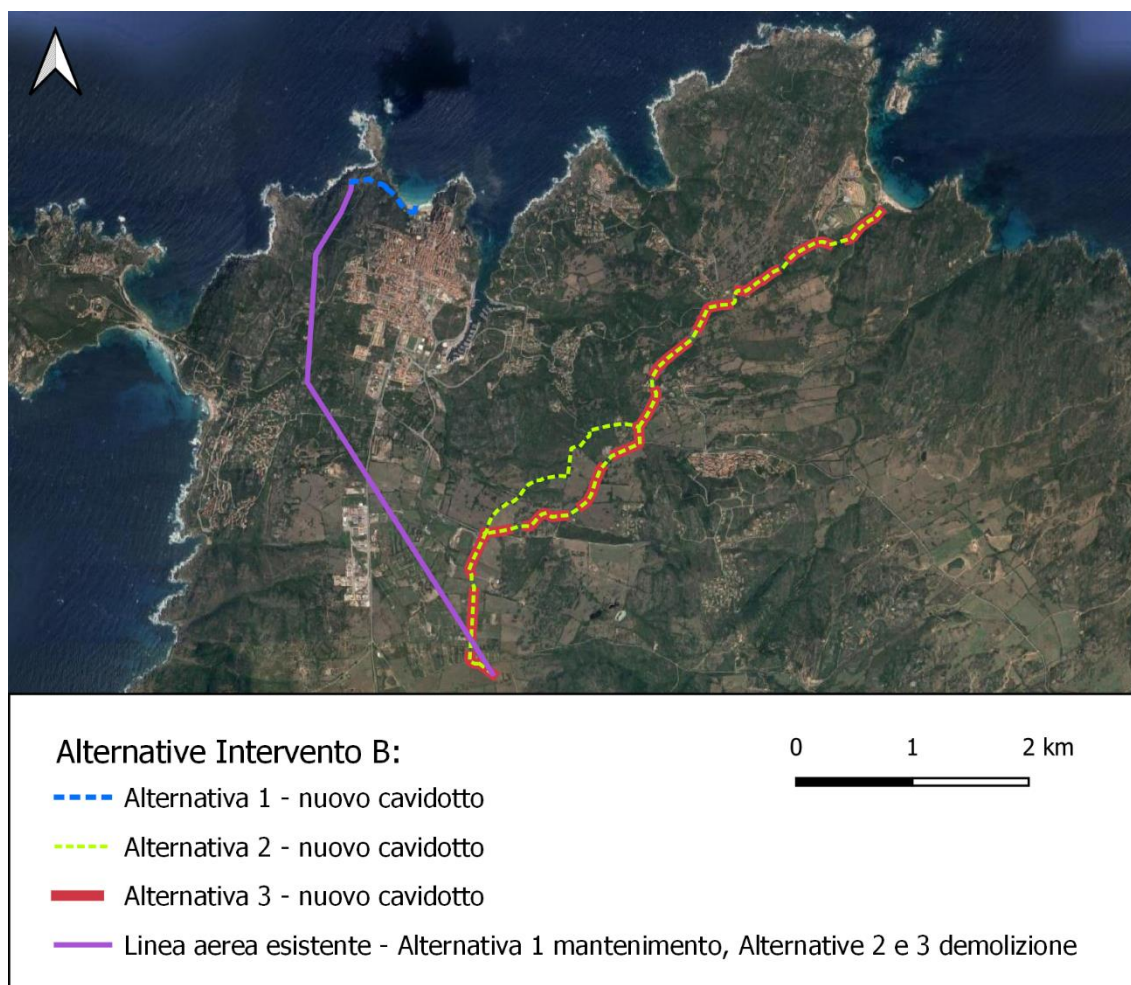 Alternative Intervento B:
0 1 2 km
Alternativa 1 - nuovo cavidotto
Alternativa 2 - nuovo cavidotto
Alternativa 3 - nuovo cavidotto
Linea aerea esistente - Alternativa 1 mantenimento, Alternative 2 e 3 demolizione